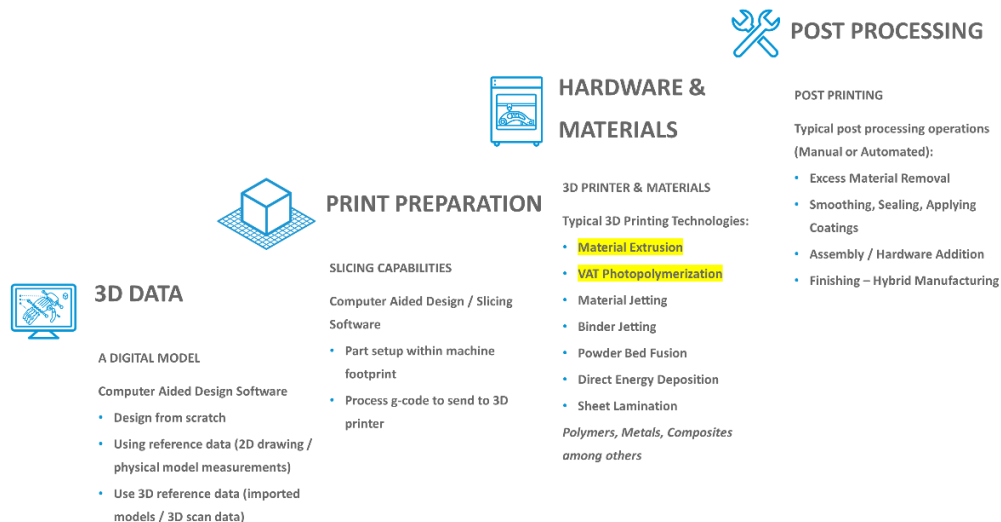 3D DATA
A DIGITAL MODEL
Computer Aided Design Software
• Design from scratch
• Using reference data (2D drawing /
physical model measurements)
• Use 3D reference data (imported
models / 3D scan data)
PRINT PREPARATION
SLICING CAPABILITIES
Computer Aided Design / Slicing
Software
• Part setup within machine
footprint
• Process g-code to send to 3D
printer
HARDWARE &
MATERIALS
3D PRINTER & MATERIALS
Typical 3D Printing Technologies:
• Material Extrusion
• VAT Photopolymerization
• Material Jetting
• Binder Jetting
• Powder Bed Fusion
• Direct Energy Deposition
• Sheet Lamination
Polymers, Metals, Composites
among others
POST PROCESSING
POST PRINTING
Typical post processing operations
(Manual or Automated):
• Excess Material Removal
• Smoothing, Sealing, Applying
Coatings
• Assembly / Hardware Addition
• Finishing – Hybrid Manufacturing